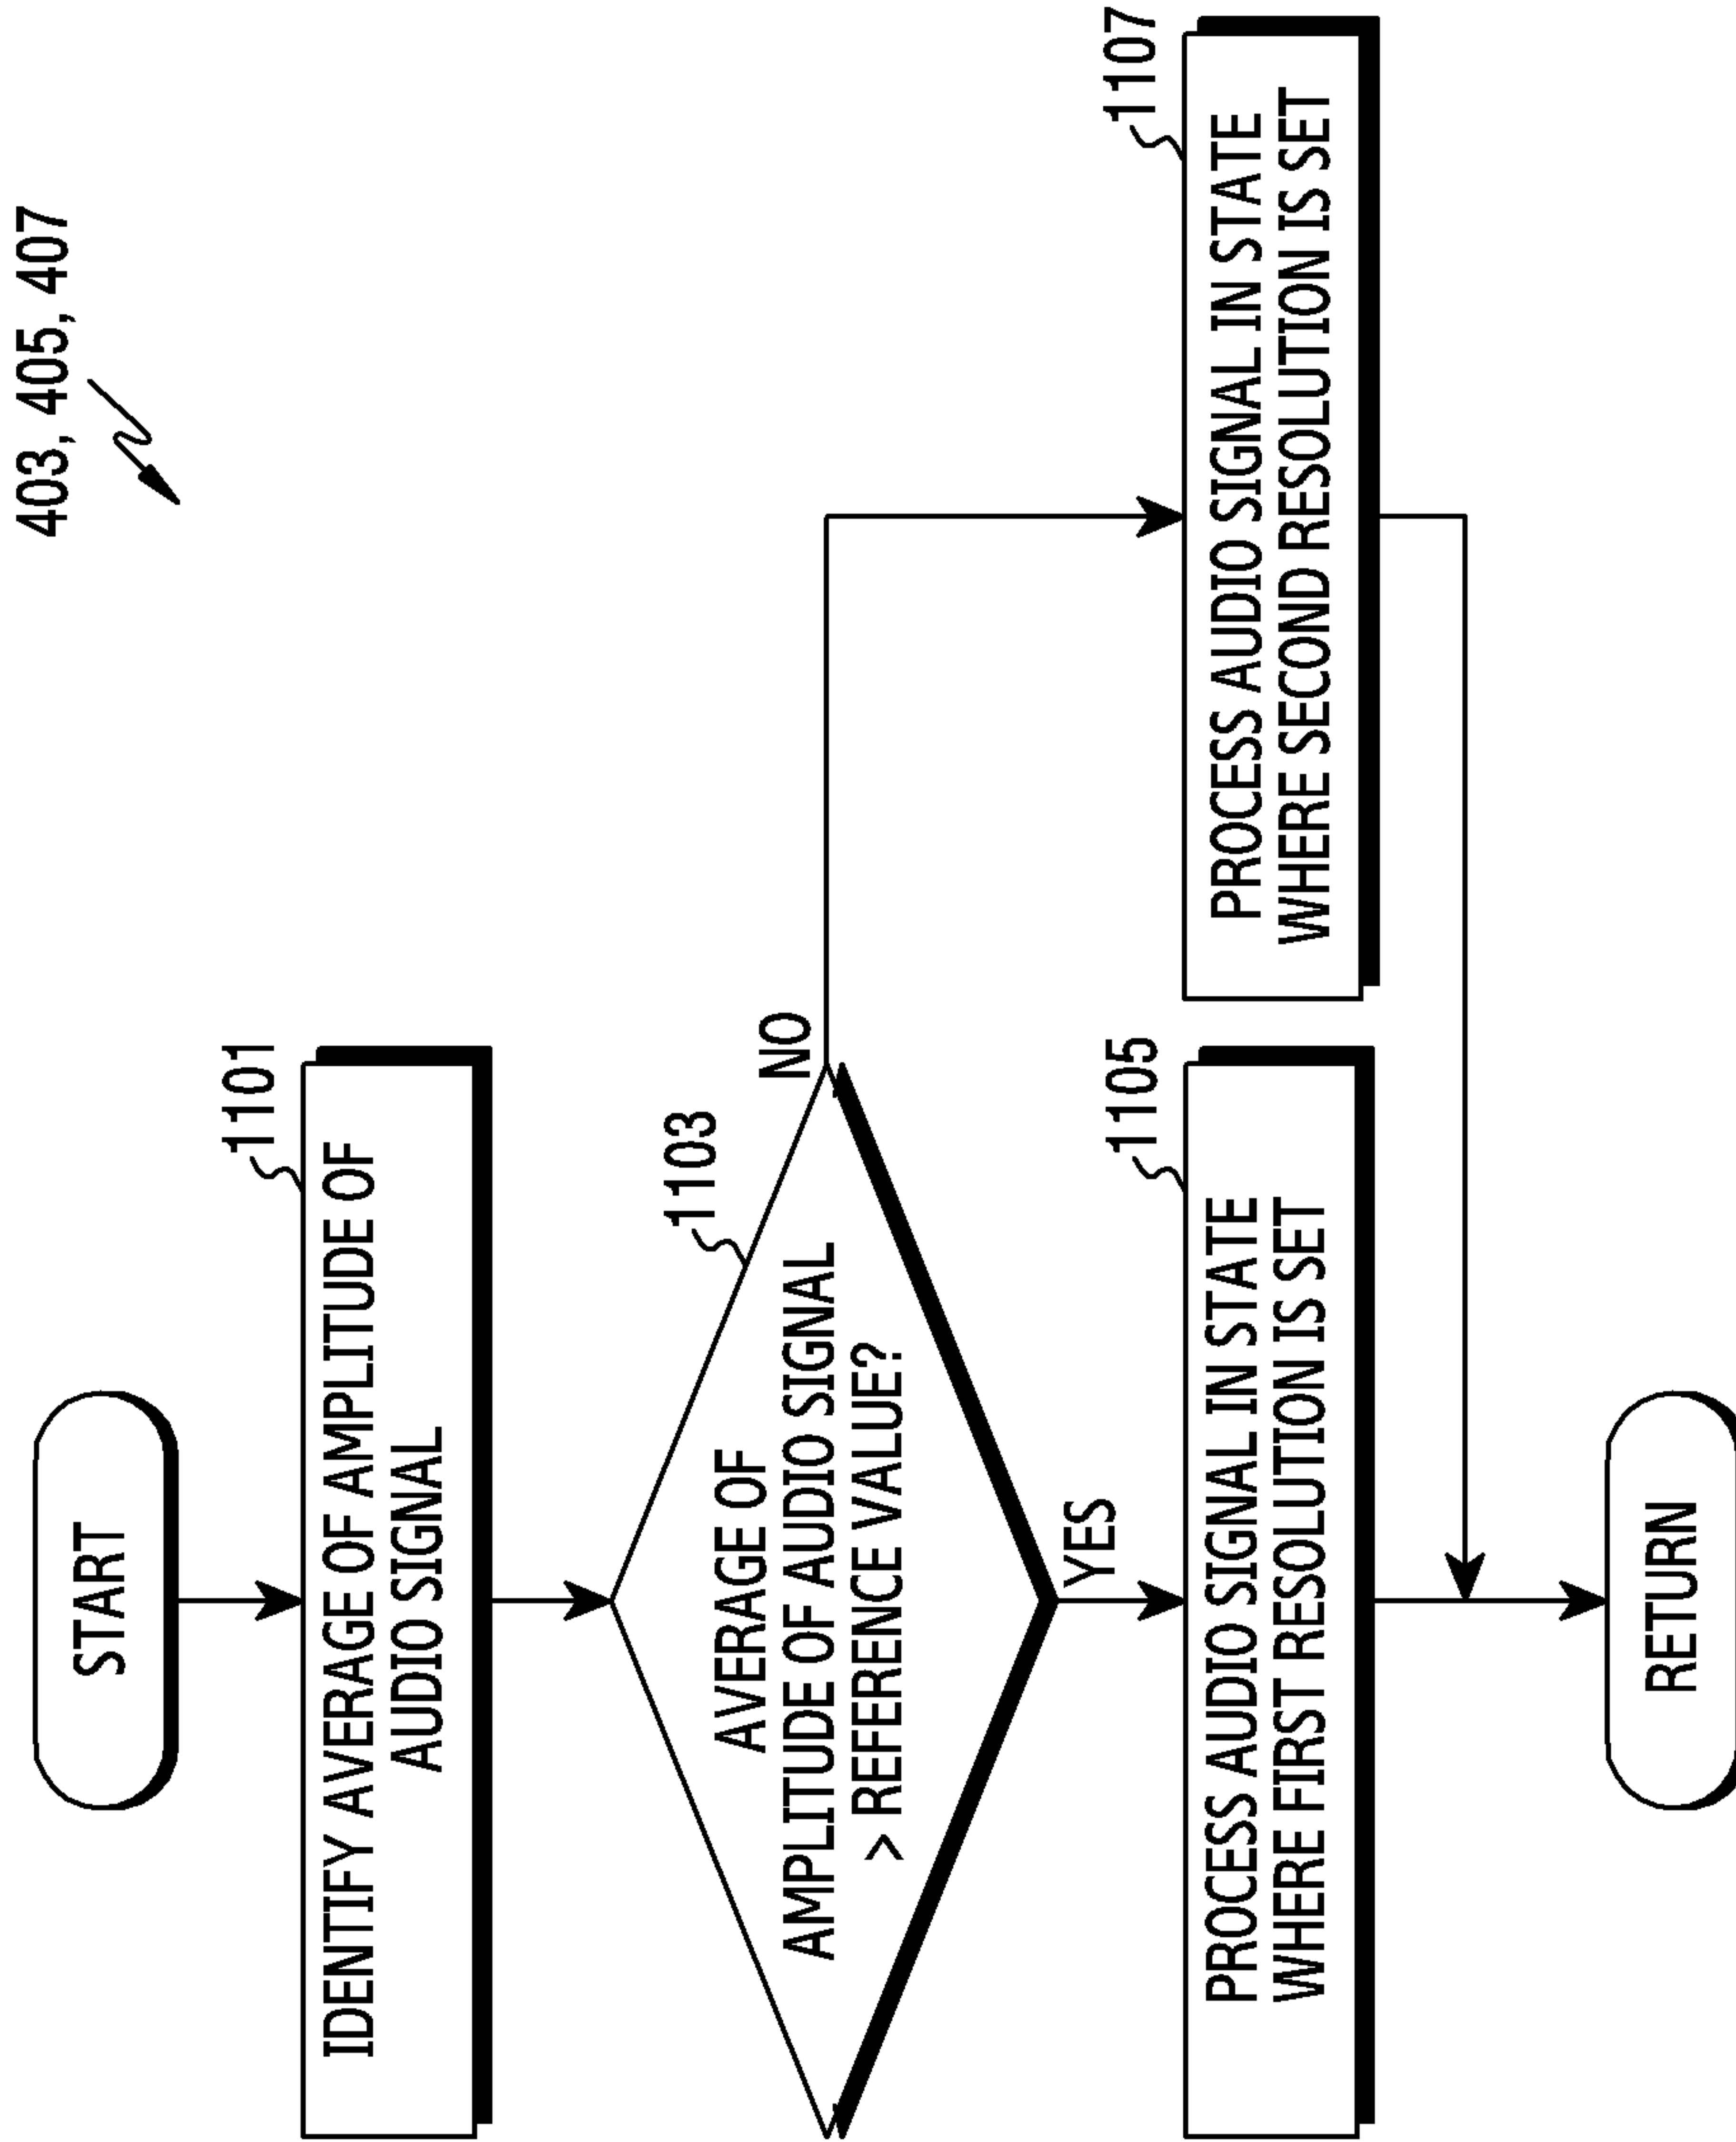 403, 405, 407
START
1101
IDENTIFY AVERAGE OF AMPLITUDE OF
AUDIO SIGNAL
1103
AVERAGE OF
AMPLITUDE OF AUDIO SIGNAL
> REFERENCE VALUE?
NO
YES
1105
PROCESS AUDIO SIGNAL IN STATE
WHERE FIRST RESOLUTION IS SET
1107
PROCESS AUDIO SIGNAL IN STATE
WHERE SECOND RESOLUTION IS SET
RETURN